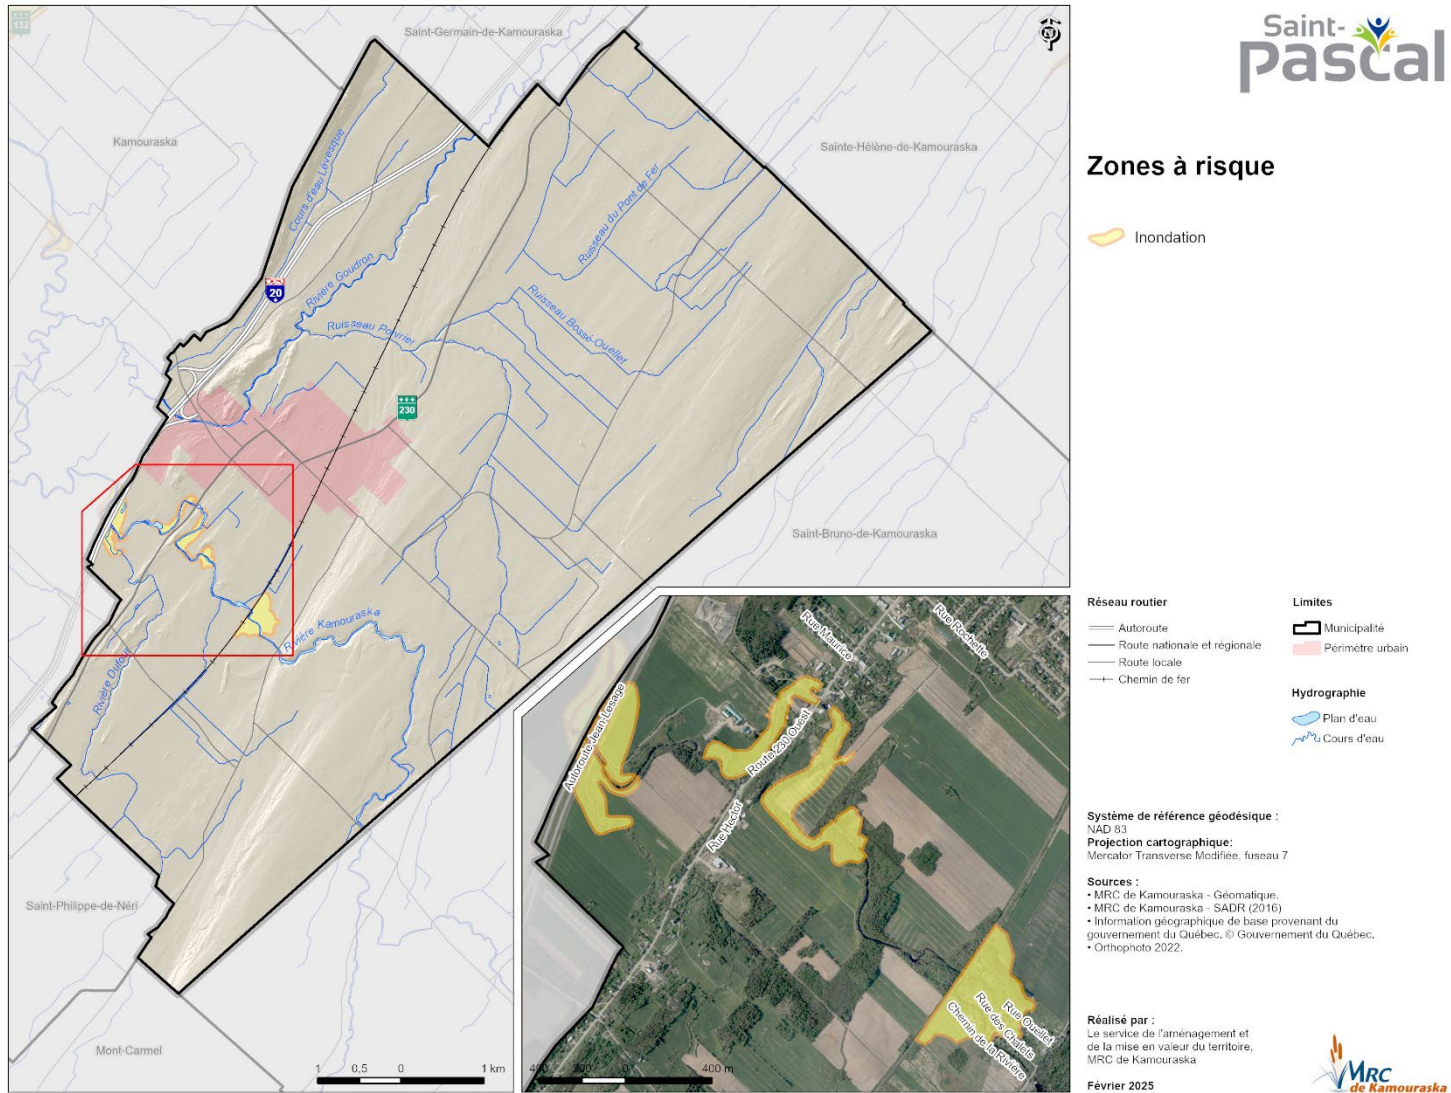 Saint-
pascal
Zones à risque
Inondation
132
Saint-Germain-de-Kamouraska
N
Kamouraska
Sainte-Hélène-de-Kamouraska
Cours d'eau Lévesque
Ruisseau du Pont de Fer
Rivière Goudron
20
Ruisseau Poivrier
Ruisseau Bossé-Ouellet
230
Saint-Bruno-de-Kamouraska
Rivière Kamouraska
Rivière Dufour
Saint-Philippe-de-Néri
Mont-Carmel
1 0,5 0 1 km
Rue Maurice
Rue Rochette
Autoroute Jean-Lesage
Route 230 Ouest
Rue Hector
Rue Ouellet
Rue des Chalets
Chemin de la Rivière
400 200 0 400 m
Réseau routier
Autoroute
Route nationale et régionale
Route locale
Chemin de fer
Limites
Municipalité
Périmètre urbain
Hydrographie
Plan d'eau
Cours d'eau
Système de référence géodésique :
NAD 83
Projection cartographique:
Mercator Transverse Modifiée, fuseau 7
Sources :
• MRC de Kamouraska - Géomatique.
• MRC de Kamouraska - SADR (2016)
• Information géographique de base provenant du
gouvernement du Québec. © Gouvernement du Québec.
• Orthophoto 2022.
Réalisé par :
Le service de l'aménagement et
de la mise en valeur du territoire,
MRC de Kamouraska
Février 2025
MRC
de Kamouraska